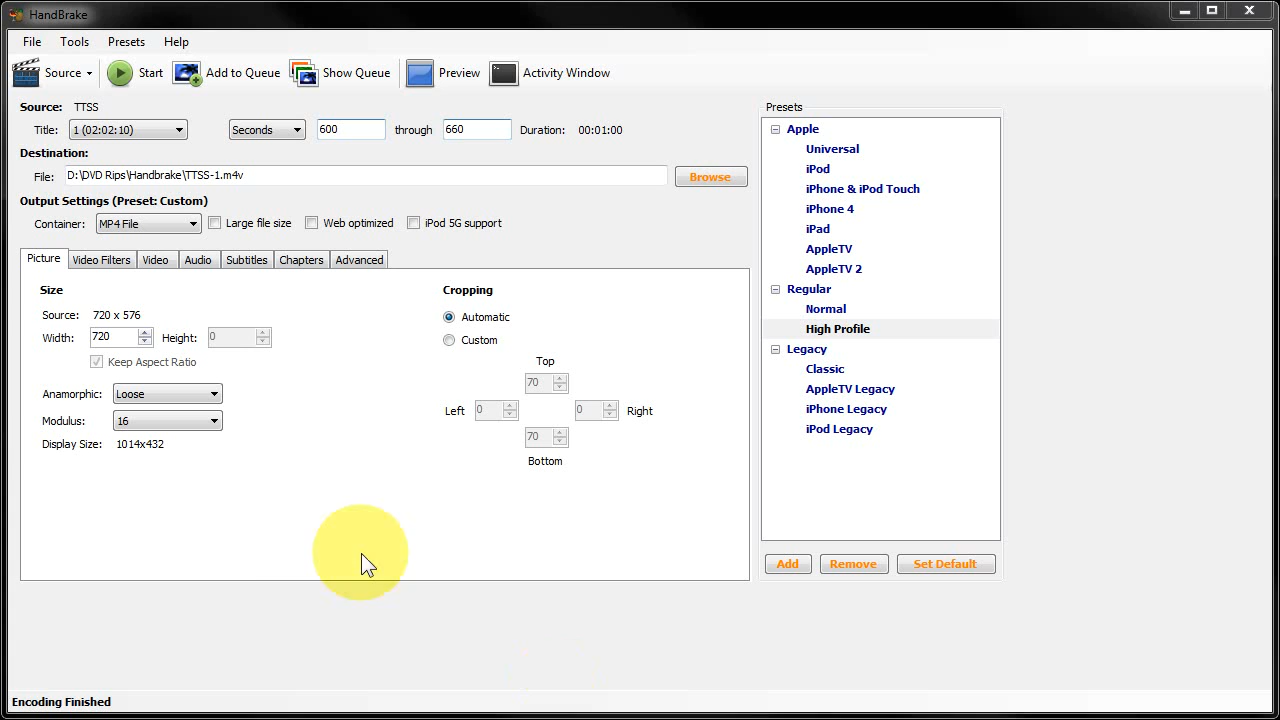 HandBrake
File Tools Presets Help
Source Start Add to Queue Show Queue Preview Activity Window
Source: TTSS
Title: 1 (02:02:10) Seconds 600 through 660 Duration: 00:01:00
Destination:
File: D:\DVD Rips\Handbrake\TTSS-1.m4v Browse
Output Settings (Preset: Custom)
Container: MP4 File Large file size Web optimized iPod 5G support
Picture Video Filters Video Audio Subtitles Chapters Advanced
Size
Source: 720 x 576
Width: 720 Height: 0
Keep Aspect Ratio
Anamorphic: Loose
Modulus: 16
Display Size: 1014x432
Cropping
Automatic
Custom
Top
70
Left 0 0 Right
70
Bottom
Presets
Apple
Universal
iPod
iPhone & iPod Touch
iPhone 4
iPad
AppleTV
AppleTV 2
Regular
Normal
High Profile
Legacy
Classic
AppleTV Legacy
iPhone Legacy
iPod Legacy
Add Remove Set Default
Encoding Finished